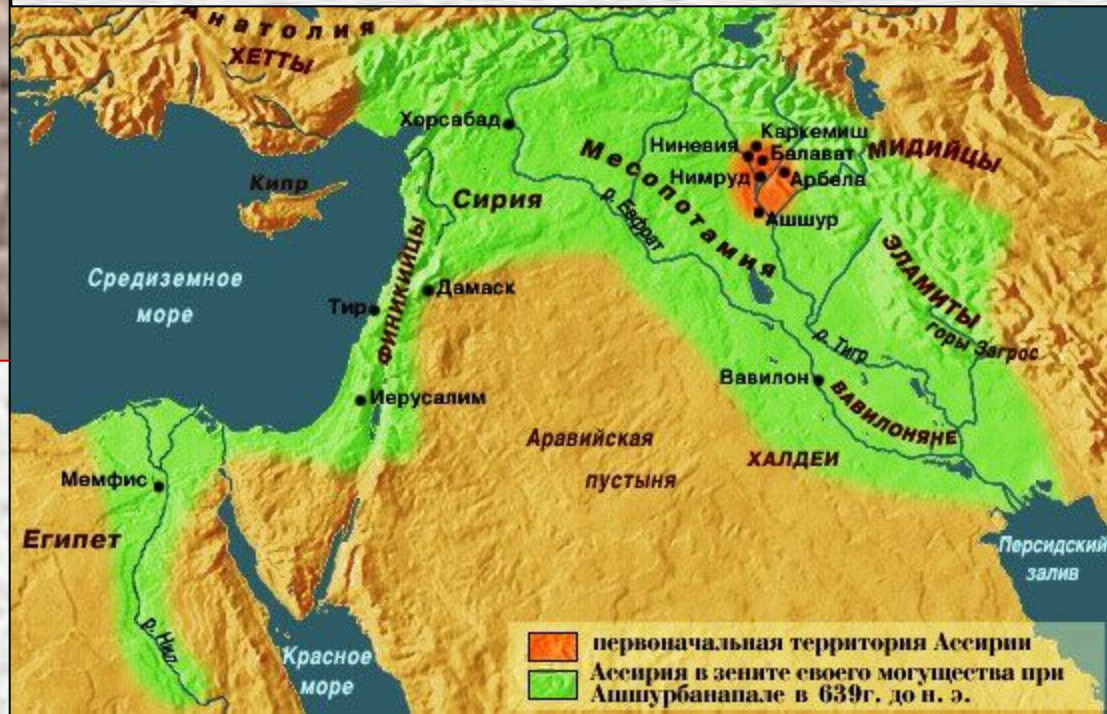 Анатолия
ХЕТТЫ
Хорсабад
Каркемиш
Ниневия
Балават
МИДИЙЦЫ
Нимруд
Арбела
Месопотамия
Кипр
Сирия
р. Евфрат
Ашшур
Средиземное
море
ФИНИКИЙЦЫ
Дамаск
Тир
ЭЛАМИТЫ
горы Загрос
р. Тигр
Вавилон
Иерусалим
ВАВИЛОНЯНЕ
Аравийская
пустыня
ХАЛДЕИ
Мемфис
Египет
Персидский
залив
р. Нил
Красное
море
первоначальная территория Ассирии
Ассирия в зените своего могущества при
Ашшурбанапале в 639г. до н. э.